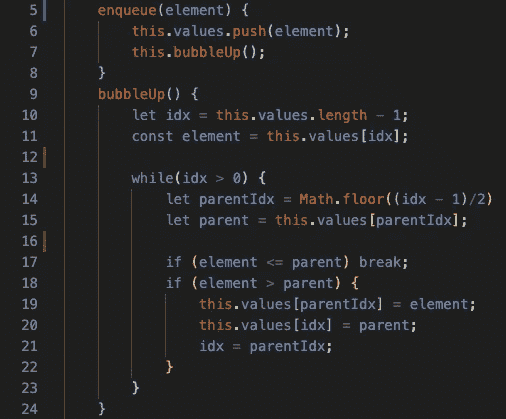 5 enqueue(element) {
6 this.values.push(element);
7 this.bubbleUp();
8 }
9 bubbleUp() {
10 let idx = this.values.length - 1;
11 const element = this.values[idx];
12
13 while(idx > 0) {
14 let parentIdx = Math.floor((idx - 1)/2)
15 let parent = this.values[parentIdx];
16
17 if (element <= parent) break;
18 if (element > parent) {
19 this.values[parentIdx] = element;
20 this.values[idx] = parent;
21 idx = parentIdx;
22 }
23 }
24 }